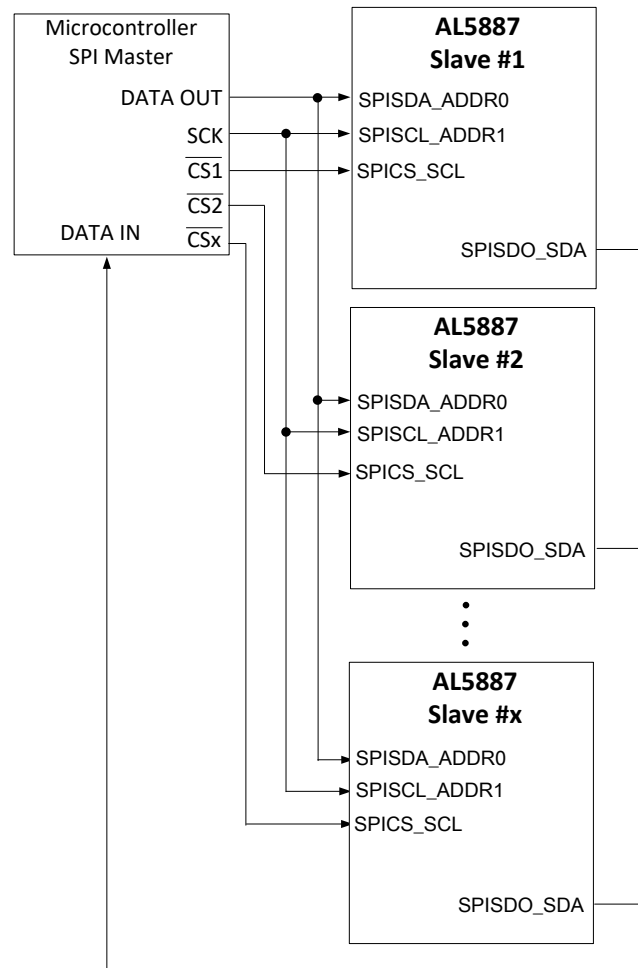 Microcontroller
SPI Master
DATA OUT
SCK
CS1
CS2
CSx
DATA IN
AL5887
Slave #1
SPISDA_ADDR0
SPISCL_ADDR1
SPICS_SCL
SPISDO_SDA
AL5887
Slave #2
SPISDA_ADDR0
SPISCL_ADDR1
SPICS_SCL
SPISDO_SDA
AL5887
Slave #x
SPISDA_ADDR0
SPISCL_ADDR1
SPICS_SCL
SPISDO_SDA